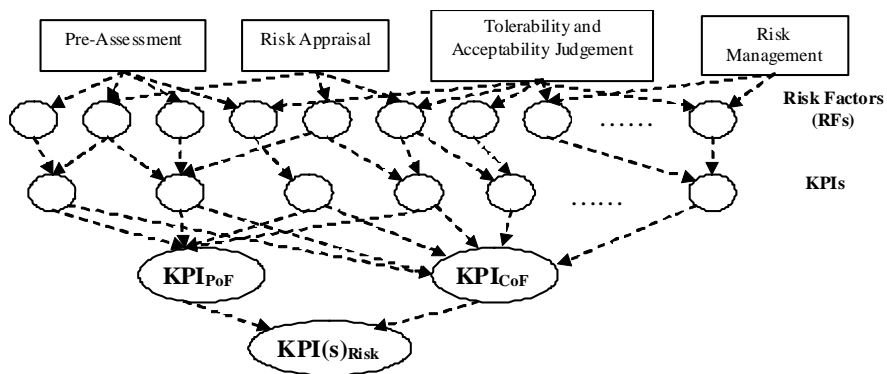 Pre-Assessment
Risk Appraisal
Tolerability and
Acceptability Judgement
Risk
Management
Risk Factors
(RFs)
......
KPIs
......
KPIPoF
KPICoF
KPI(s)Risk